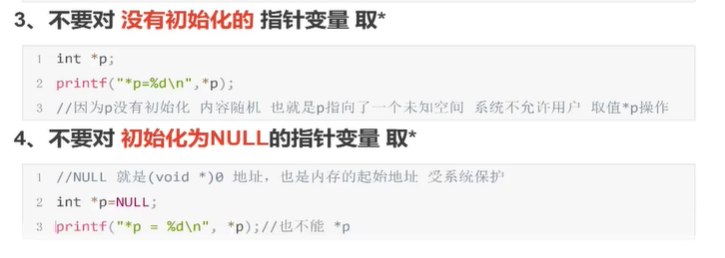 3、不要对 没有初始化的 指针变量 取*
1 int *p;
2 printf("*p=%d\n",*p);
3 //因为p没有初始化 内容随机 也就是p指向了一个未知空间 系统不允许用户 取值*p操作
4、不要对 初始化为NULL的指针变量 取*
1 //NULL 就是(void *)0 地址，也是内存的起始地址 受系统保护
2 int *p=NULL;
3 printf("*p = %d\n", *p);//也不能 *p